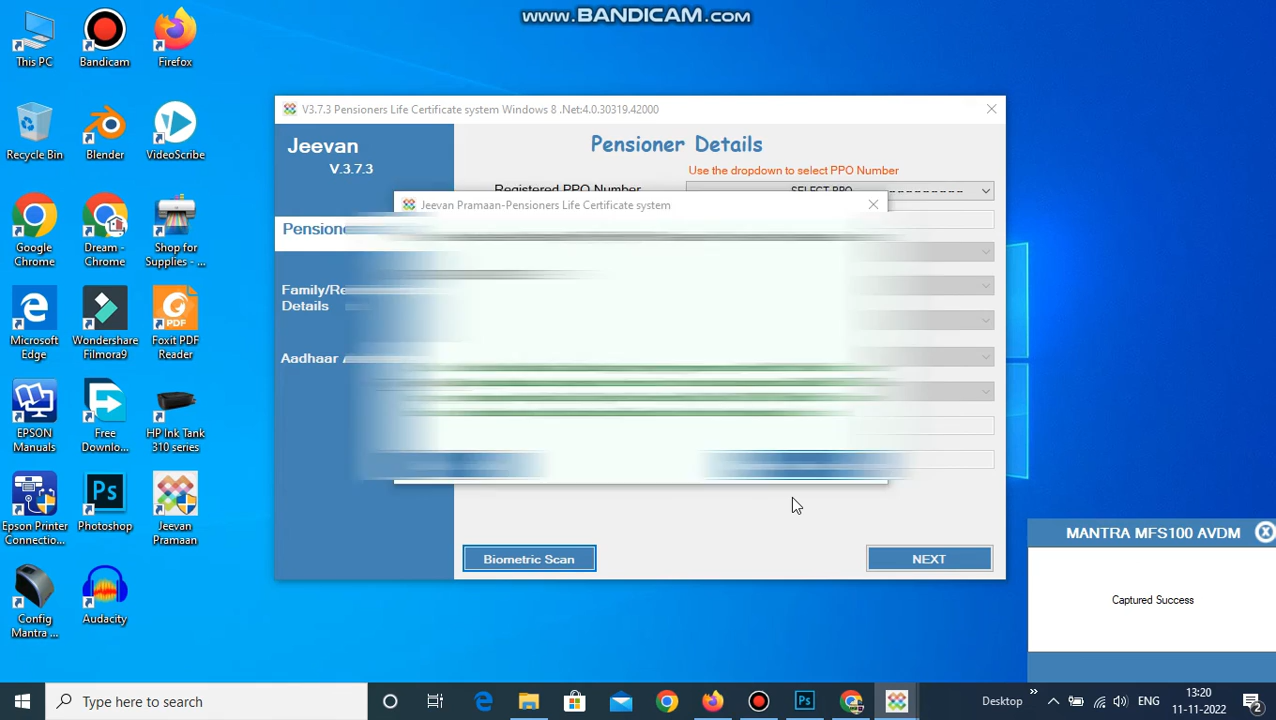 WWW.BANDICAM.COM
This PC
Bandicam
Firefox
Recycle Bin
Blender
VideoScribe
Google
Chrome
Dream -
Chrome
Shop for
Supplies - ...
Microsoft
Edge
Wondershare
Filmora9
Foxit PDF
Reader
EPSON
Manuals
Free
Downlo...
HP Ink Tank
310 series
Epson Printer
Connectio...
Photoshop
Jeevan
Pramaan
Config
Mantra ...
Audacity
V3.7.3 Pensioners Life Certificate system Windows 8 .Net:4.0.30319.42000
Jeevan
V.3.7.3
Pensioner Details
Use the dropdown to select PPO Number
Registered PPO Number
SELECT PPO
Jeevan Pramaan-Pensioners Life Certificate system
Details
Aadhaar
Biometric Scan
NEXT
MANTRA MFS100 AVDM
Captured Success
Type here to search
Desktop
ENG
13:20
11-11-2022
2